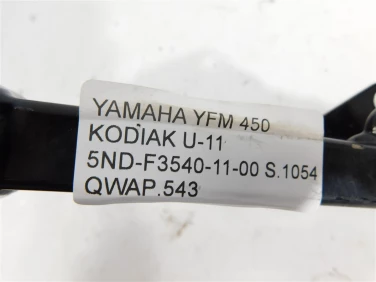 YAMAHA YFM 450
KODIAK U-11
5ND-F3540-11-00 S.1054
QWAP.543